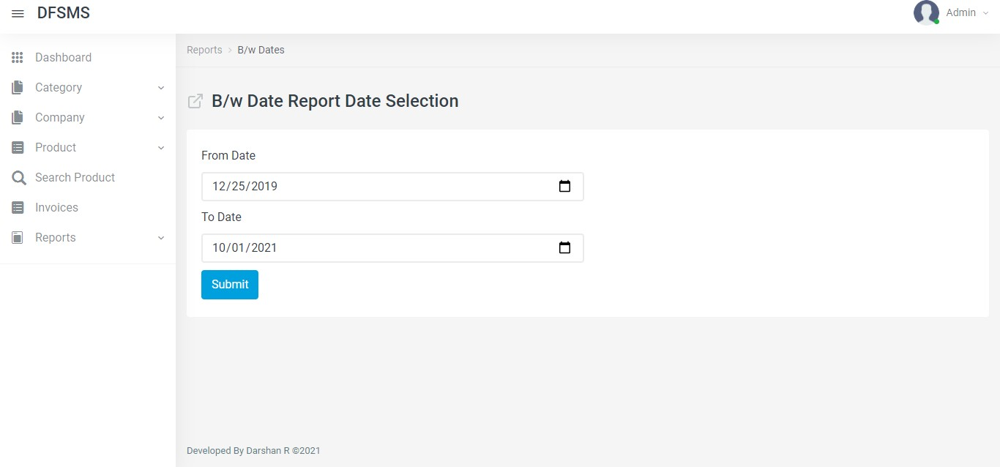 DFSMS
Admin
Dashboard
Category
Company
Product
Search Product
Invoices
Reports
Reports › B/w Dates
B/w Date Report Date Selection
From Date
12/25/2019
To Date
10/01/2021
Submit
Developed By Darshan R ©2021